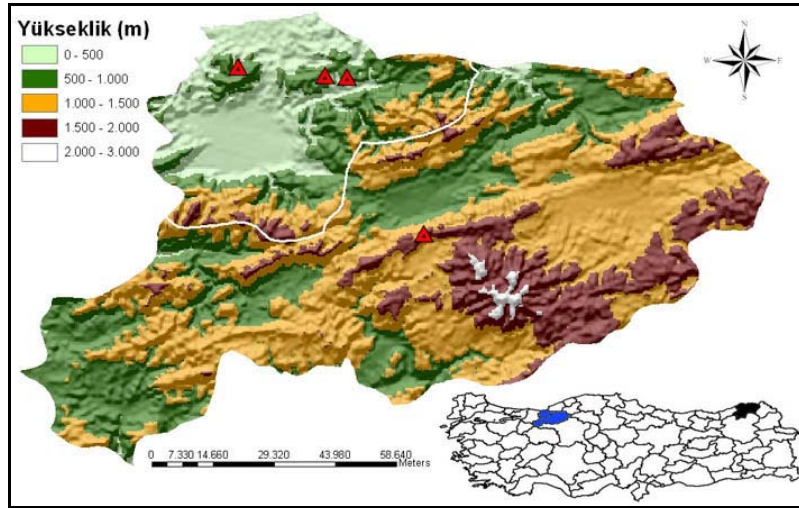 Yükseklik (m)
0 - 500
500 - 1.000
1.000 - 1.500
1.500 - 2.000
2.000 - 3.000
N
W E
S
0 7.330 14.660 29.320 43.980 58.640
Meters